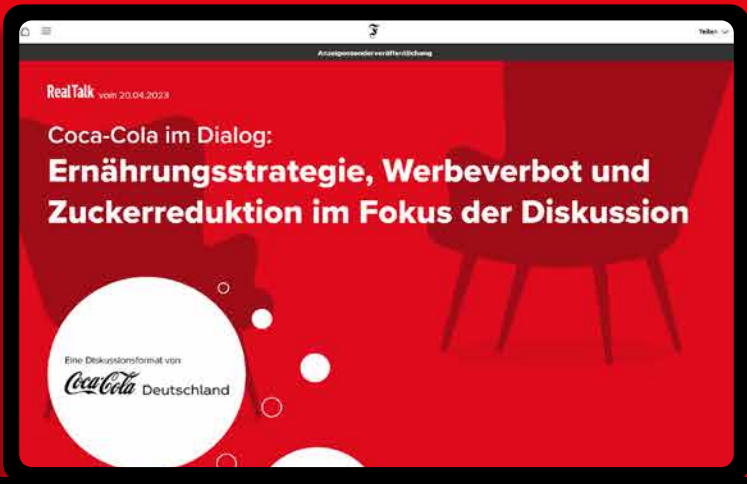 F
Teilen
Anzeigensonderveröffentlichung
RealTalk vom 20.04.2023
Coca-Cola im Dialog:
Ernährungsstrategie, Werbeverbot und
Zuckerreduktion im Fokus der Diskussion
Eine Diskussionsformat von:
Coca-Cola Deutschland